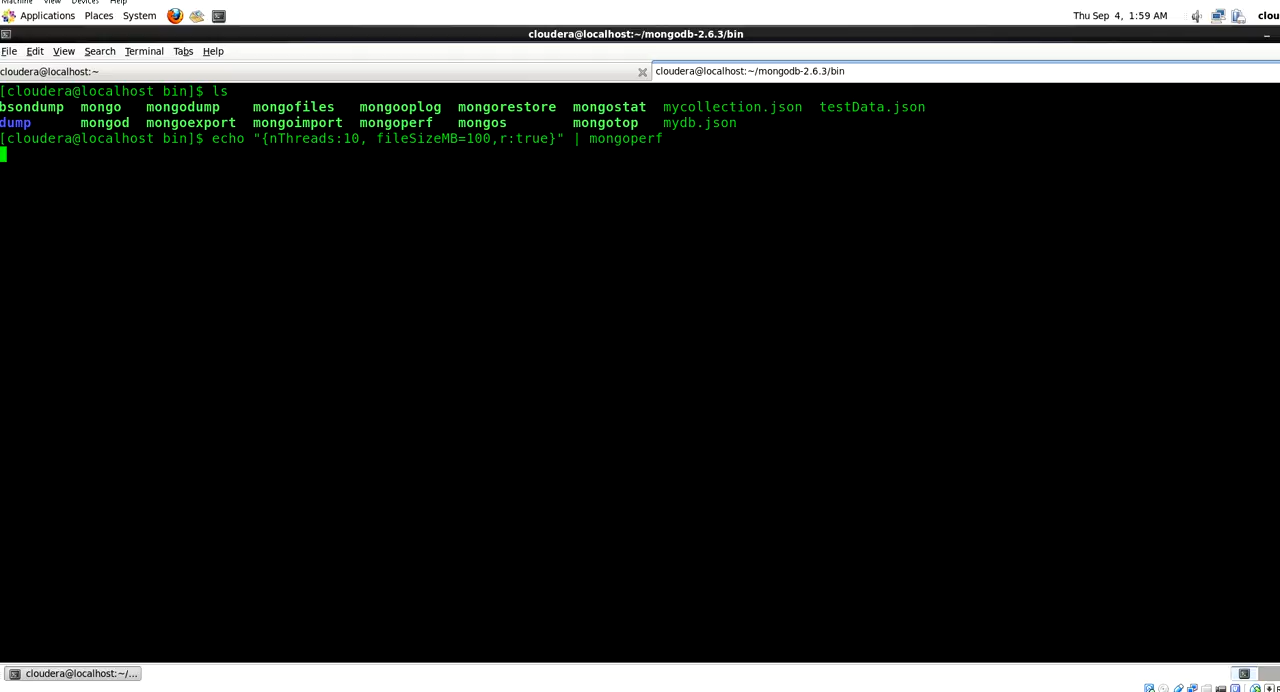 Machine View Devices Help
Applications Places System Thu Sep 4, 1:59 AM clou
cloudera@localhost:~/mongodb-2.6.3/bin
File Edit View Search Terminal Tabs Help
cloudera@localhost:~ cloudera@localhost:~/mongodb-2.6.3/bin
[cloudera@localhost bin]$ ls
bsondump mongo mongodump mongofiles mongooplog mongorestore mongostat mycollection.json testData.json
dump mongod mongoexport mongoimport mongoperf mongos mongotop mydb.json
[cloudera@localhost bin]$ echo "{nThreads:10, fileSizeMB=100,r:true}" | mongoperf
cloudera@localhost:~/...